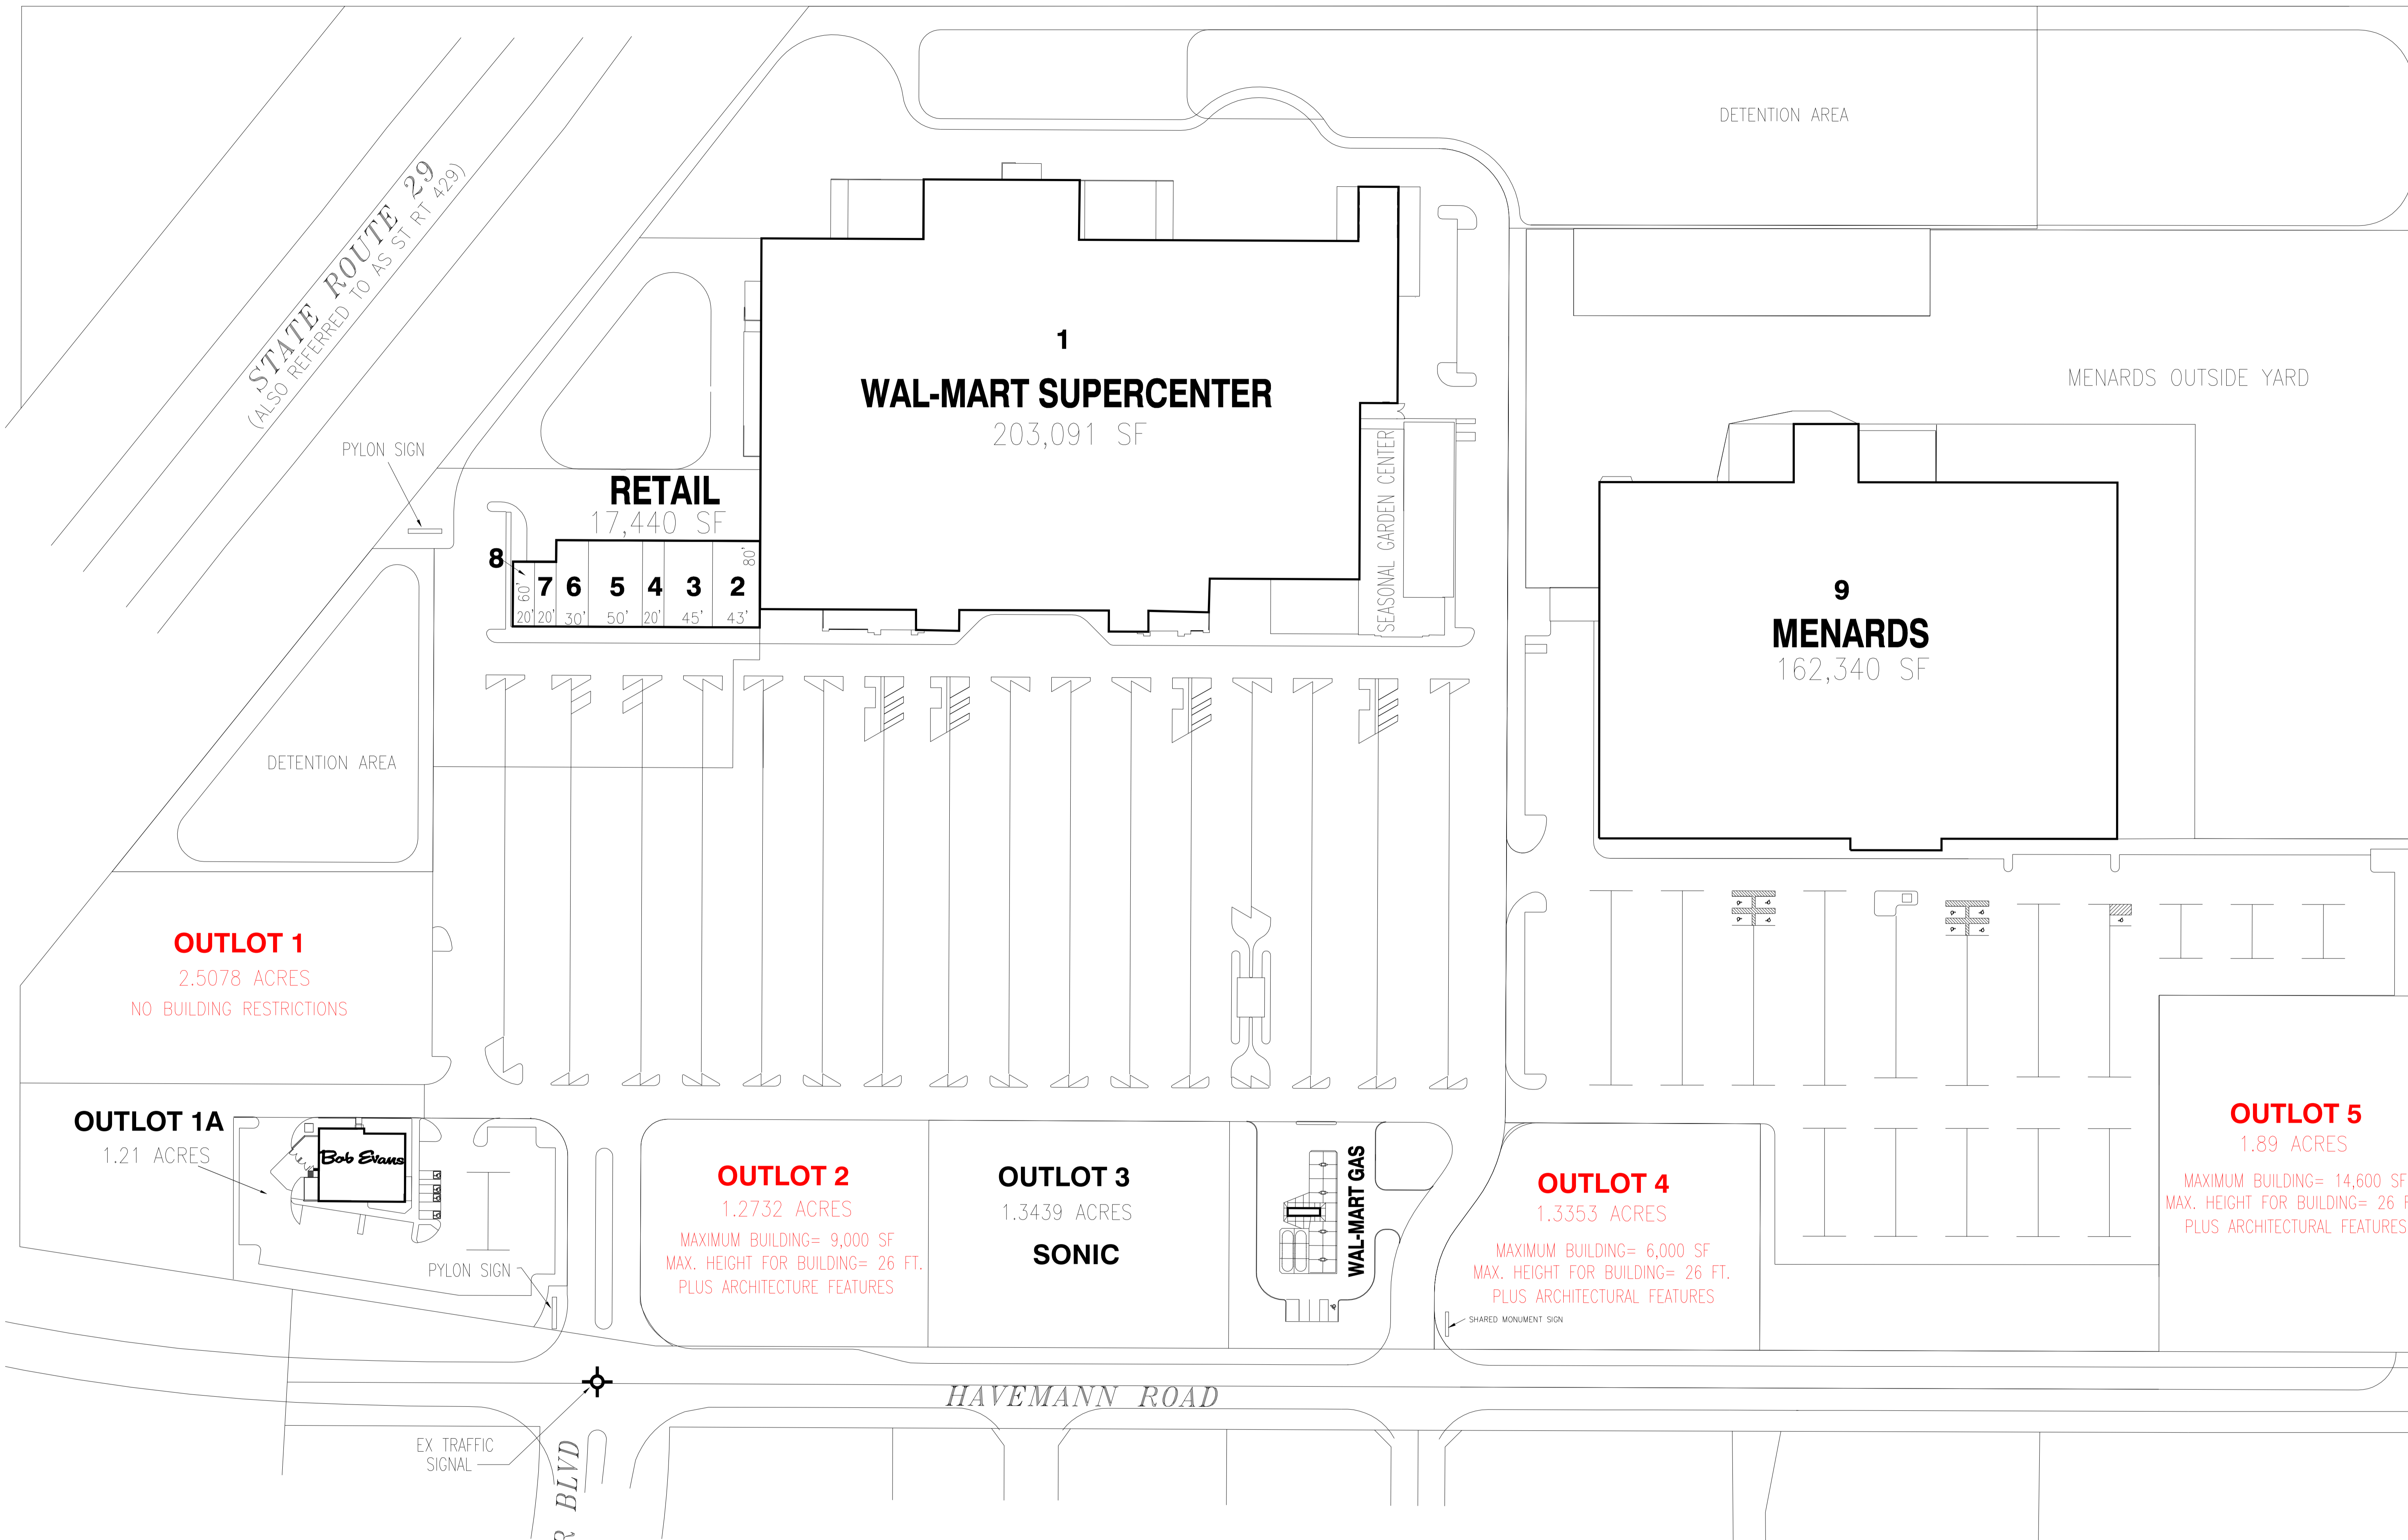 DETENTION AREA
STATE ROUTE 29
(ALSO REFERRED TO AS ST RT 429)
PYLON SIGN
1
WAL-MART SUPERCENTER
203,091 SF
SEASONAL GARDEN CENTER
MENARDS OUTSIDE YARD
RETAIL
17,440 SF
8
7
6
5
4
3
2
60'
80'
20'
20'
30'
50'
20'
45'
43'
9
MENARDS
162,340 SF
DETENTION AREA
OUTLOT 1
2.5078 ACRES
NO BUILDING RESTRICTIONS
OUTLOT 1A
1.21 ACRES
Bob Evans
PYLON SIGN
OUTLOT 2
1.2732 ACRES
MAXIMUM BUILDING= 9,000 SF
MAX. HEIGHT FOR BUILDING= 26 FT.
PLUS ARCHITECTURE FEATURES
OUTLOT 3
1.3439 ACRES
SONIC
WAL-MART GAS
OUTLOT 4
1.3353 ACRES
MAXIMUM BUILDING= 6,000 SF
MAX. HEIGHT FOR BUILDING= 26 FT.
PLUS ARCHITECTURAL FEATURES
SHARED MONUMENT SIGN
OUTLOT 5
1.89 ACRES
MAXIMUM BUILDING= 14,600 SF
MAX. HEIGHT FOR BUILDING= 26
PLUS ARCHITECTURAL FEATURES
HAVEMANN ROAD
EX TRAFFIC
SIGNAL
R BLVD